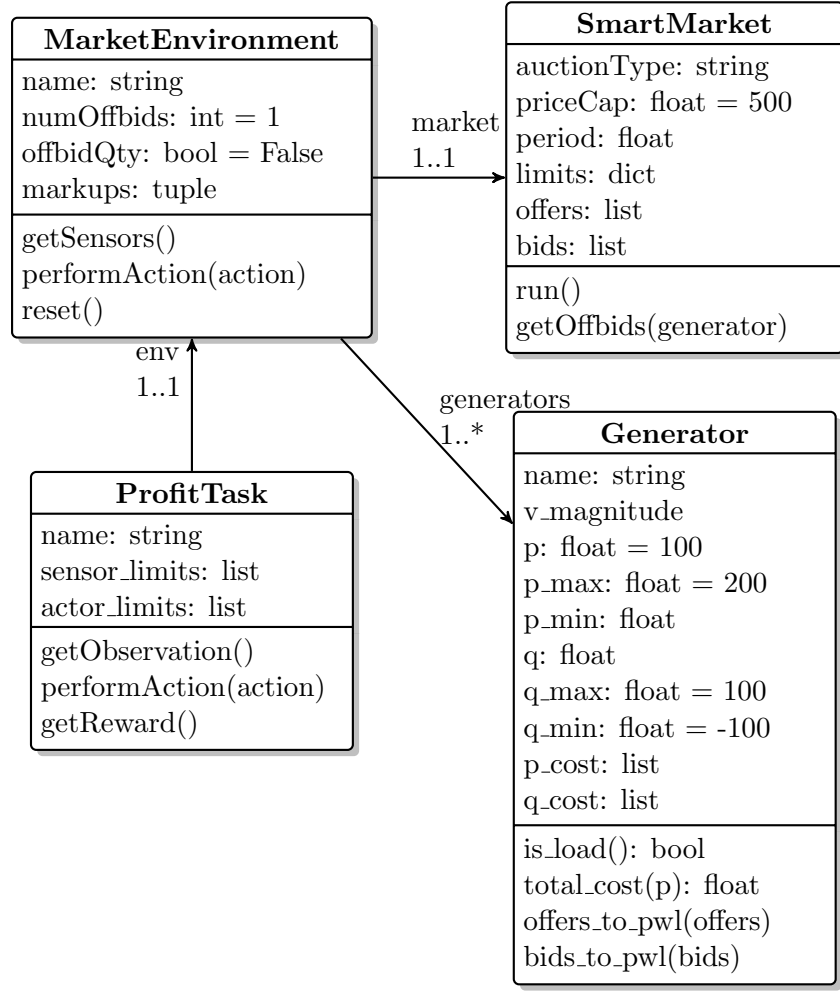 MarketEnvironment
name: string
numOffbids: int = 1
offbidQty: bool = False
markups: tuple
getSensors()
performAction(action)
reset()
market
1..1
SmartMarket
auctionType: string
priceCap: float = 500
period: float
limits: dict
offers: list
bids: list
run()
getOffbids(generator)
env
1..1
generators
1..*
ProfitTask
name: string
sensor_limits: list
actor_limits: list
getObservation()
performAction(action)
getReward()
Generator
name: string
v_magnitude
p: float = 100
p_max: float = 200
p_min: float
q: float
q_max: float = 100
q_min: float = -100
p_cost: list
q_cost: list
is_load(): bool
total_cost(p): float
offers_to_pwl(offers)
bids_to_pwl(bids)